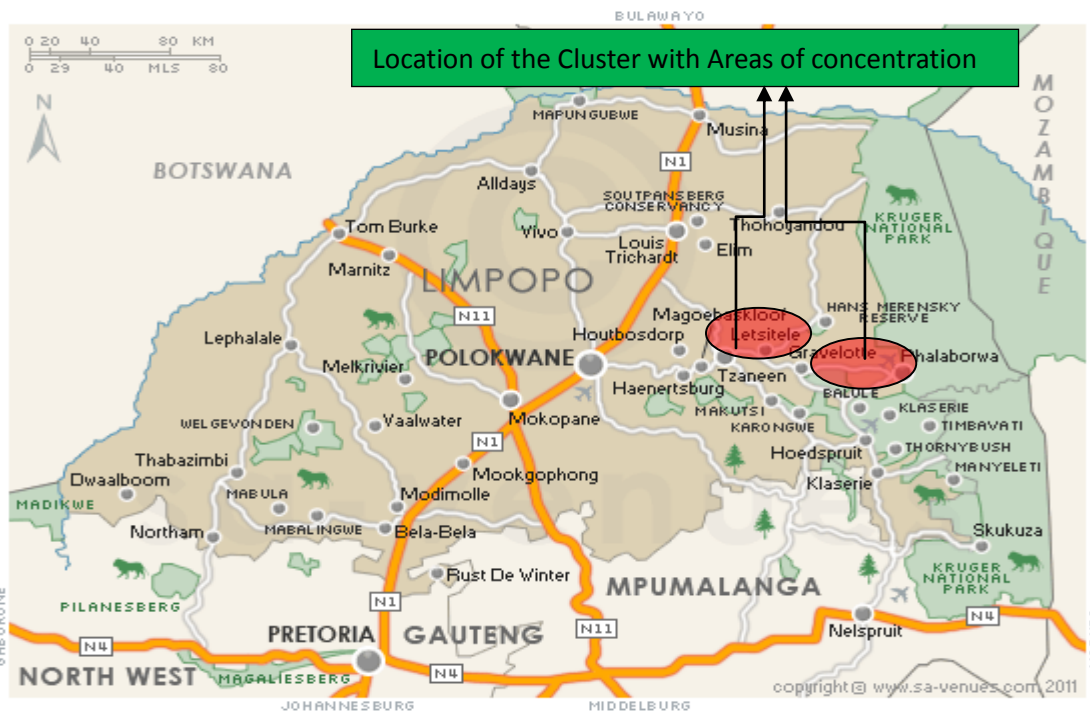 BULAWAYO
0 20 40 80 KM
0 29 40 MLS 80
Location of the Cluster with Areas of concentration
N
MOZAMBIQUE
MAPUNGUBWE
Musina
BOTSWANA
N1
Alldays
SOUTPANSBERG
CONSERVANCY
KRUGER
NATIONAL
PARK
Tom Burke
Vivo
Thohoyandou
Louis
Trichardt
Elim
Marnitz
LIMPOPO
HANS MERENSKY
RESERVE
N11
Magoebaskloof
Lephalale
Houtbosdorp
Letsitele
POLOKWANE
Gravelotte
Phalaborwa
Melkrivier
Haenertsburg
Tzaneen
BALULE
MAKUTSI
KLASERIE
Mokopane
KARONGWE
TIMBAVATI
WELGEVONDEN
Vaalwater
N1
THORNYBUSH
Hoedspruit
Thabazimbi
MANYELETI
Mookgophong
Klaserie
Dwaalboom
MABULA
Modimolle
MADIKWE
Northam
MABALINGWE
Bela-Bela
Skukuza
KRUGER
NATIONAL
PARK
Rust De Winter
MPUMALANGA
PILANESBERG
N1
GABORONE
N4
PRETORIA
GAUTENG
N11
Nelspruit
N4
NORTH WEST
MAGALIESBERG
N4
copyright© www.sa-venues.com 2011
JOHANNESBURG
MIDDELBURG